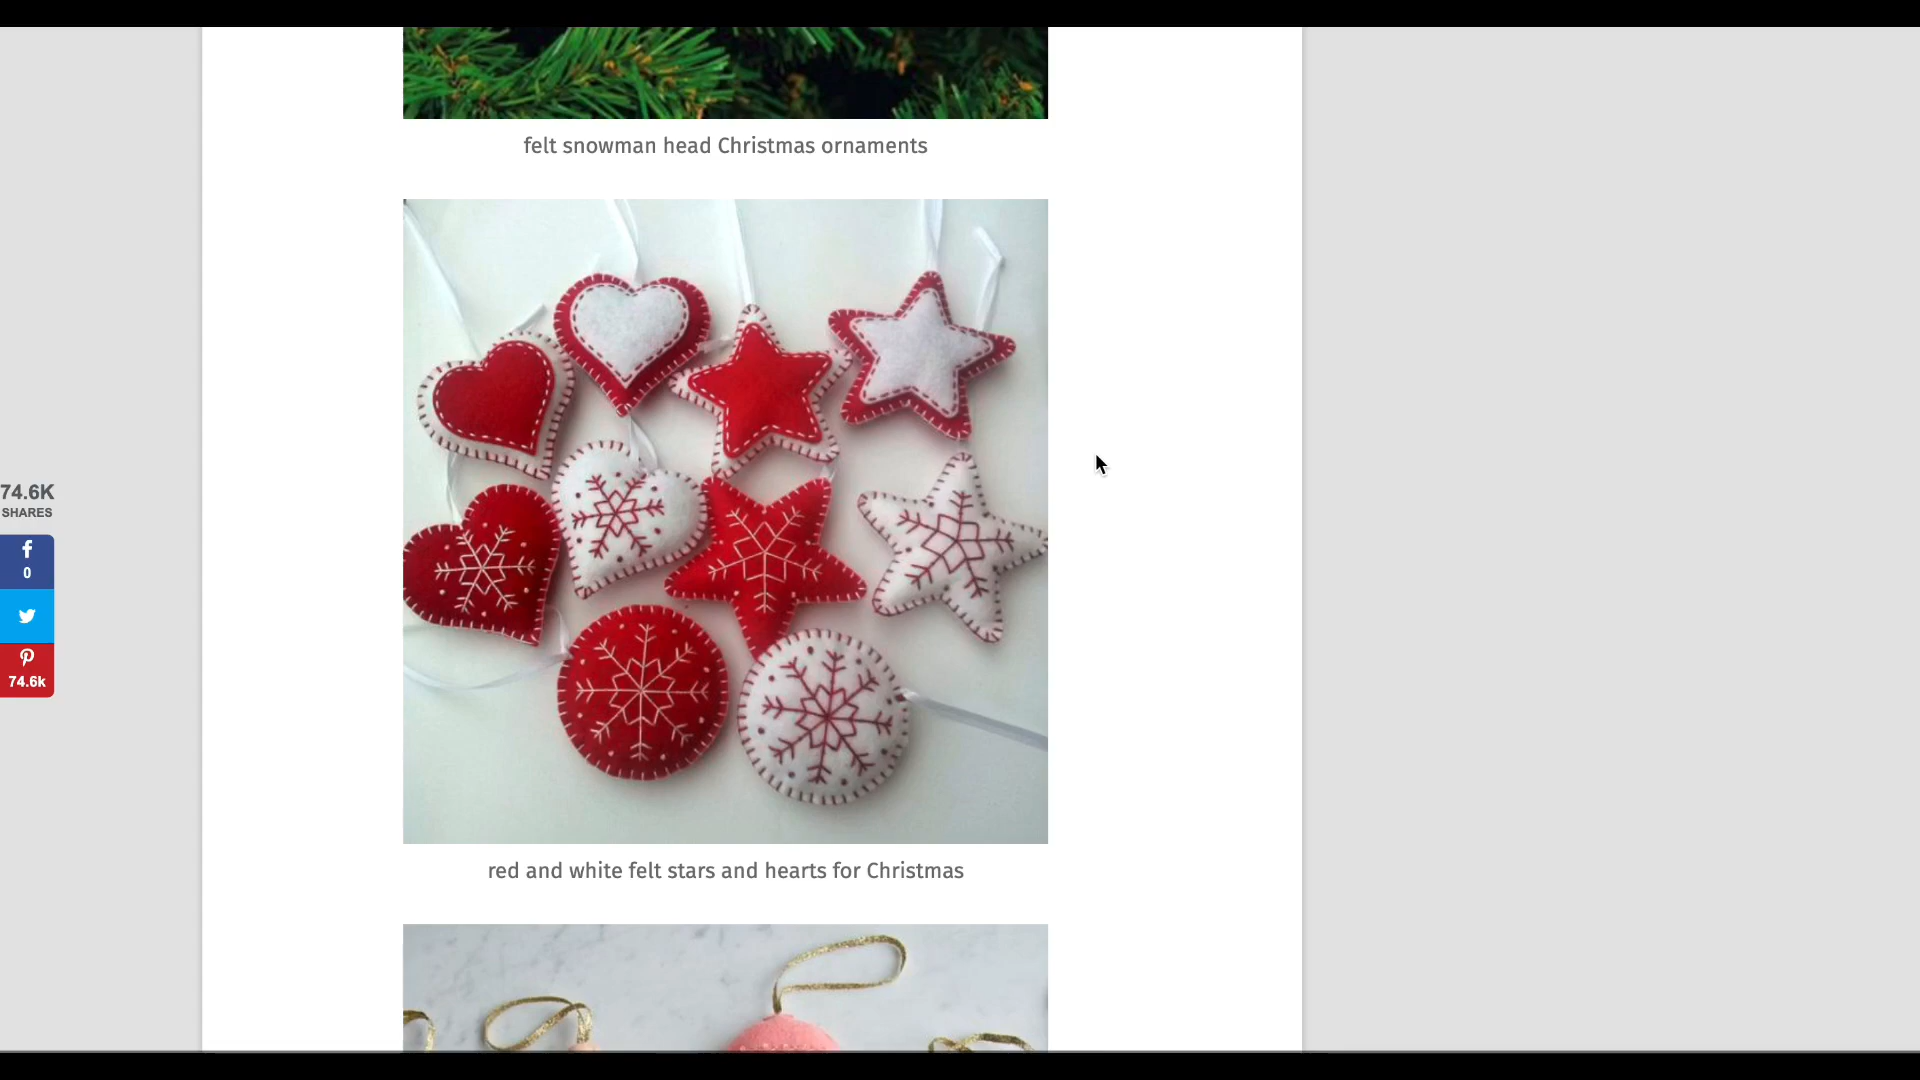 felt snowman head Christmas ornaments
74.6K
SHARES
0
74.6k
red and white felt stars and hearts for Christmas